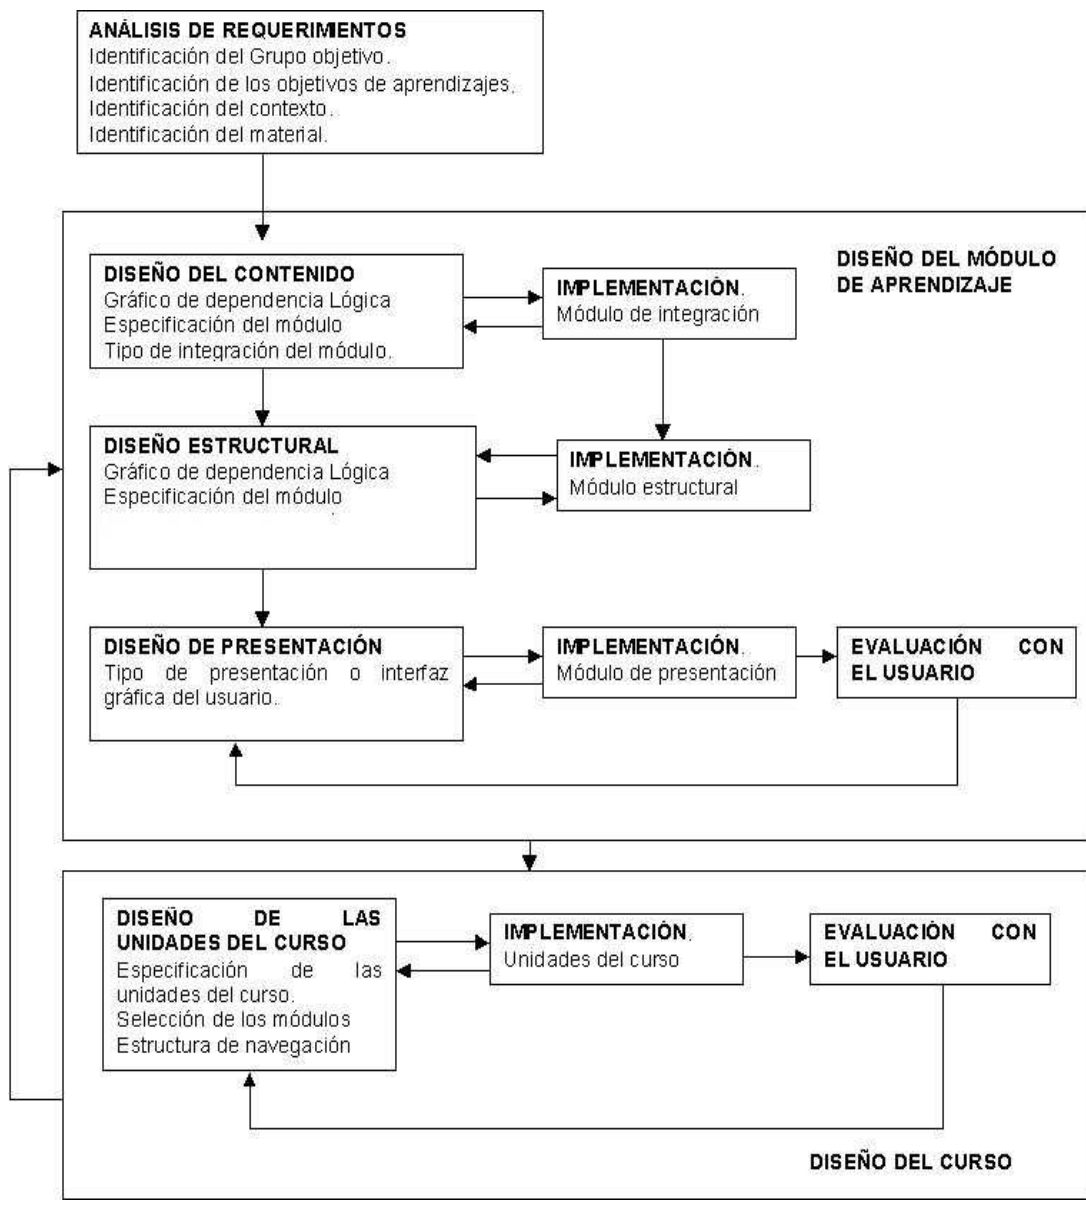 ANÁLISIS DE REQUERIMIENTOS
Identificación del Grupo objetivo.
Identificación de los objetivos de aprendizajes.
Identificación del contexto.
Identificación del material.
DISEÑO DEL MÓDULO
DE APRENDIZAJE
DISEÑO DEL CONTENIDO
Gráfico de dependencia Lógica
Especificación del módulo
Tipo de integración del módulo.
IMPLEMENTACIÓN.
Módulo de integración
DISEÑO ESTRUCTURAL
Gráfico de dependencia Lógica
Especificación del módulo
IMPLEMENTACIÓN.
Módulo estructural
DISEÑO DE PRESENTACIÓN
Tipo de presentación o interfaz
gráfica del usuario.
IMPLEMENTACIÓN.
Módulo de presentación
EVALUACIÓN CON
EL USUARIO
DISEÑO DE LAS
UNIDADES DEL CURSO
Especificación de las
unidades del curso.
Selección de los módulos
Estructura de navegación
IMPLEMENTACIÓN.
Unidades del curso
EVALUACIÓN CON
EL USUARIO
DISEÑO DEL CURSO